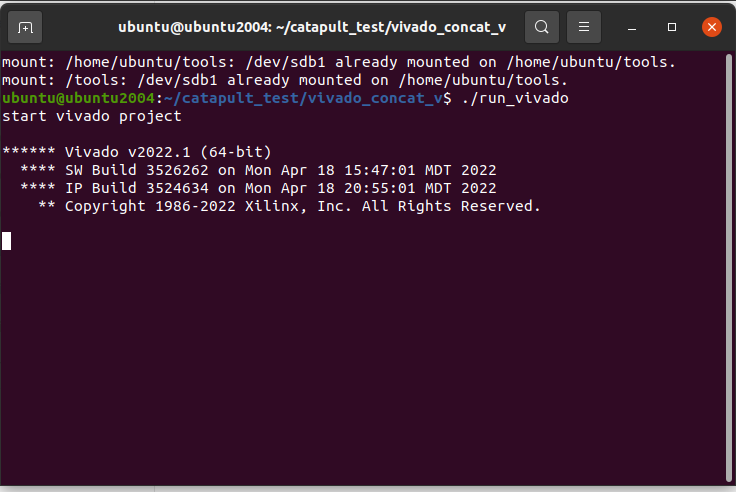 ubuntu@ubuntu2004: ~/catapult_test/vivado_concat_v
mount: /home/ubuntu/tools: /dev/sdb1 already mounted on /home/ubuntu/tools.
mount: /tools: /dev/sdb1 already mounted on /home/ubuntu/tools.
ubuntu@ubuntu2004:~/catapult_test/vivado_concat_v$ ./run_vivado
start vivado project
****** Vivado v2022.1 (64-bit)
  **** SW Build 3526262 on Mon Apr 18 15:47:01 MDT 2022
  **** IP Build 3524634 on Mon Apr 18 20:55:01 MDT 2022
    ** Copyright 1986-2022 Xilinx, Inc. All Rights Reserved.